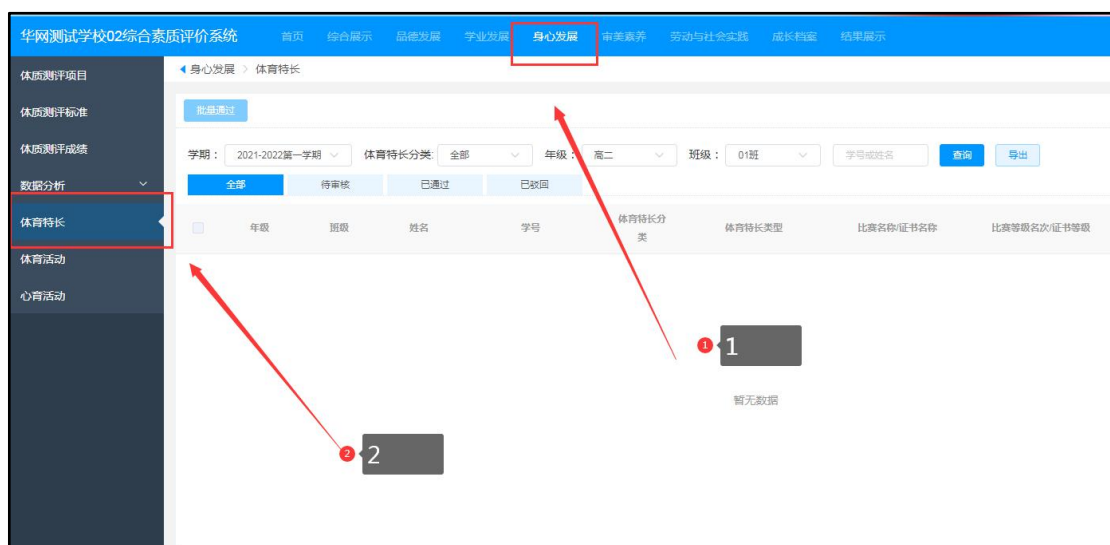 华网测试学校02综合素质评价系统 首页 综合展示 品德发展 学业发展 身心发展 审美素养 劳动与社会实践 成长档案 结果展示
体质测评项目
身心发展 > 体育特长
体质测评标准
批量通过
体质测评成绩
学期： 2021-2022第一学期 体育特长分类: 全部 年级： 高二 班级： 01班 学号或姓名 查询 导出
数据分析
全部 待审核 已通过 已驳回
体育特长
年级 班级 姓名 学号 体育特长分类 体育特长类型 比赛名称/证书名称 比赛等级名次/证书等级
体育活动
心育活动
1 1
暂无数据
2 2